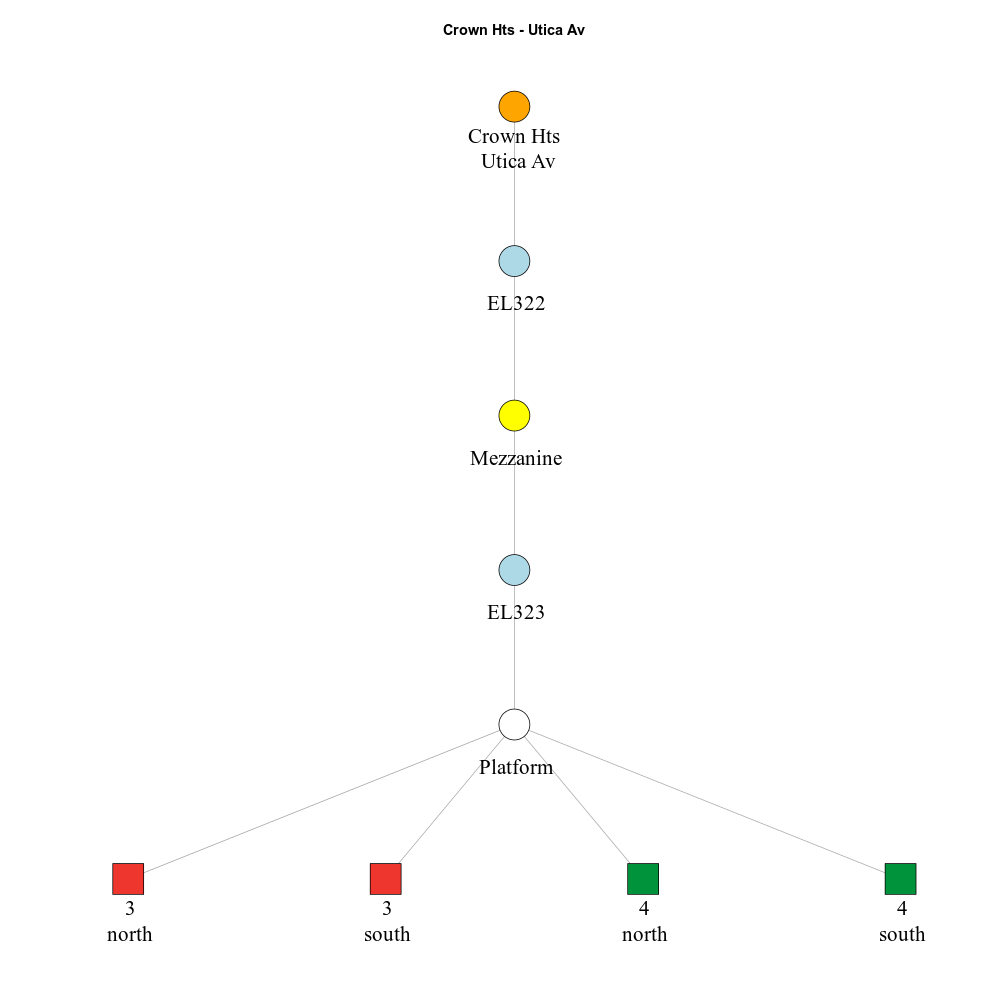 Crown Hts - Utica Av
Crown Hts
Utica Av
EL322
Mezzanine
EL323
Platform
3
north
3
south
4
north
4
south